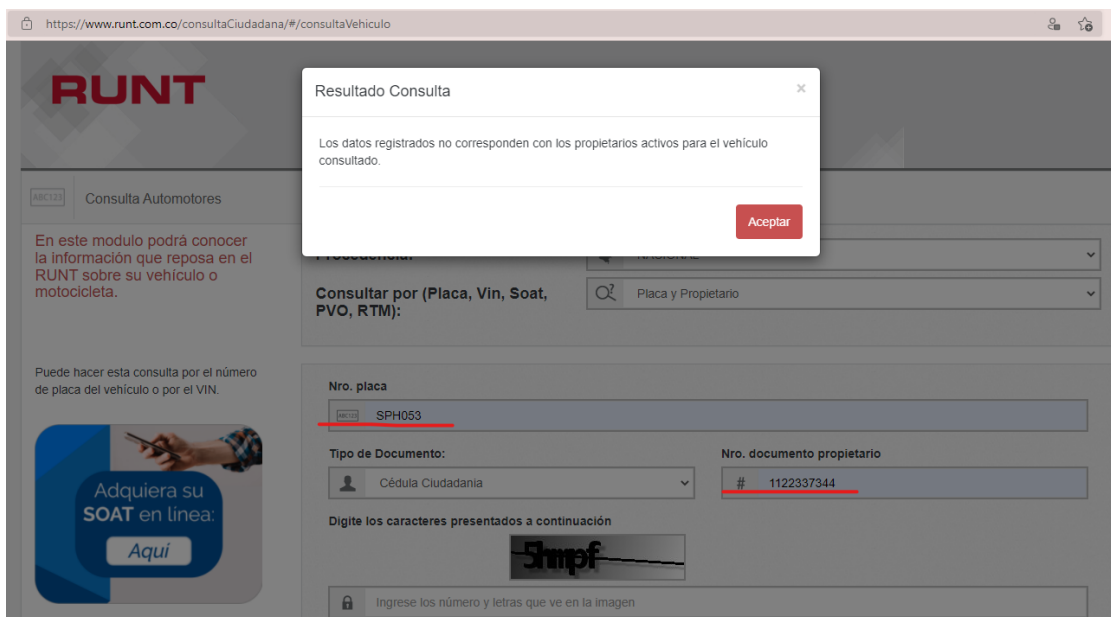 https://www.runt.com.co/consultaCiudadana/#/consultaVehiculo
RUNT
Resultado Consulta
×
Los datos registrados no corresponden con los propietarios activos para el vehículo
consultado.
Aceptar
ABC123
Consulta Automotores
En este modulo podrá conocer
la información que reposa en el
RUNT sobre su vehículo o
motocicleta.
Procedencia:
NACIONAL
Consultar por (Placa, Vin, Soat,
PVO, RTM):
Placa y Propietario
Puede hacer esta consulta por el número
de placa del vehículo o por el VIN.
Adquiera su
SOAT en línea:
Aquí
Nro. placa
ABC123
SPH053
Tipo de Documento:
Cédula Ciudadania
Nro. documento propietario
# 1122337344
Digite los caracteres presentados a continuación
5hmpf
Ingrese los número y letras que ve en la imagen